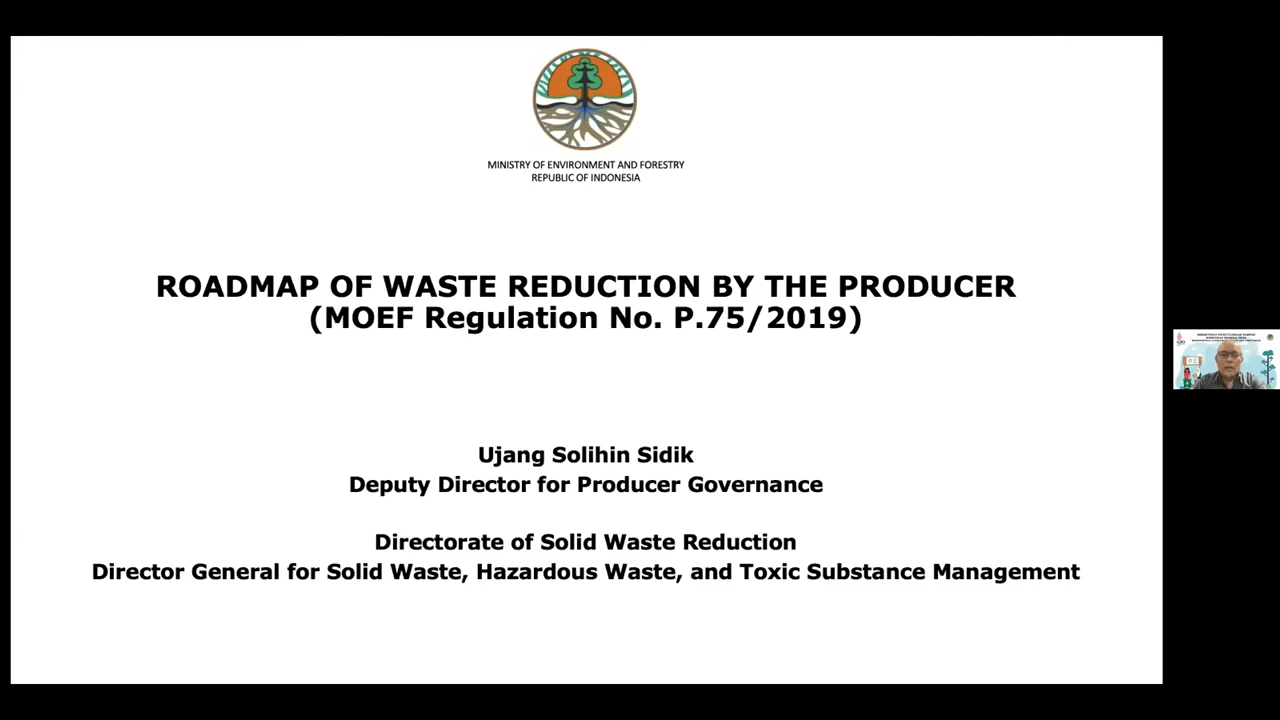 MINISTRY OF ENVIRONMENT AND FORESTRY
REPUBLIC OF INDONESIA
ROADMAP OF WASTE REDUCTION BY THE PRODUCER
(MOEF Regulation No. P.75/2019)
Ujang Solihin Sidik
Deputy Director for Producer Governance
Directorate of Solid Waste Reduction
Director General for Solid Waste, Hazardous Waste, and Toxic Substance Management